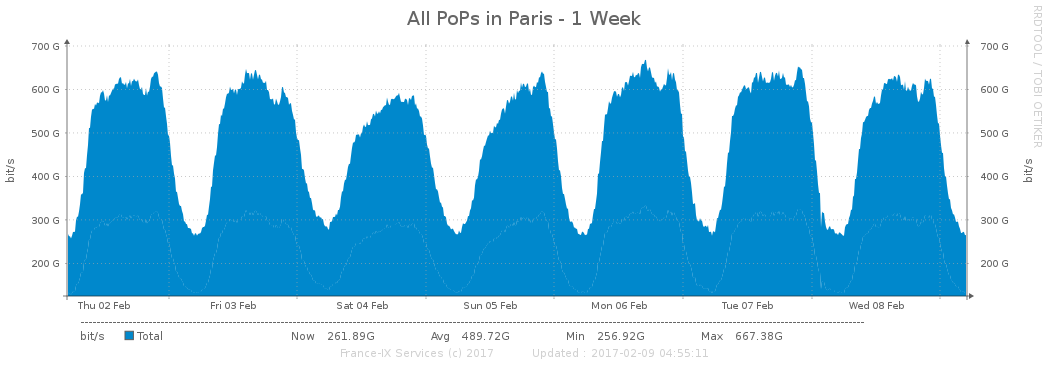 All PoPs in Paris - 1 Week
RRDTOOL / TOBI OETIKER
700 G 700 G
600 G 600 G
500 G 500 G
400 G 400 G
300 G 300 G
200 G 200 G
bit/s bit/s
Thu 02 Feb Fri 03 Feb Sat 04 Feb Sun 05 Feb Mon 06 Feb Tue 07 Feb Wed 08 Feb
bit/s Total Now 261.89G Avg 489.72G Min 256.92G Max 667.38G
France-IX Services (c) 2017 Updated : 2017-02-09 04:55:11